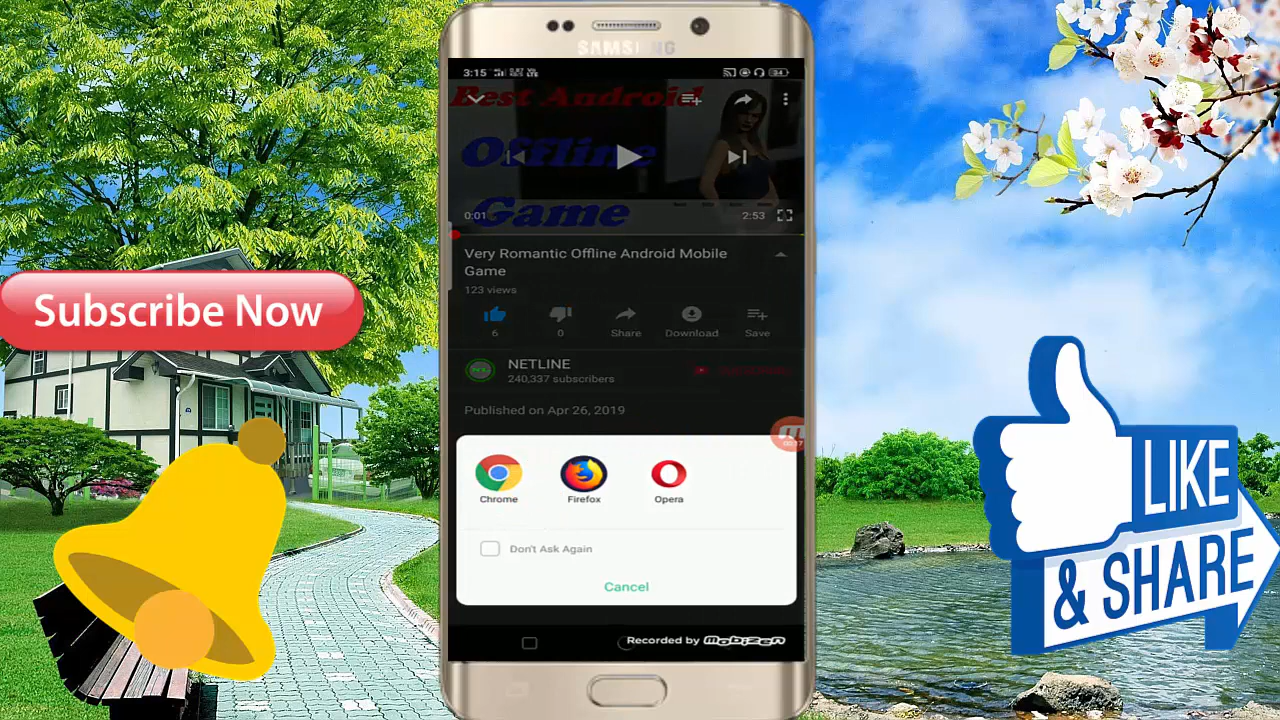 SAMSUNG
3:15
Best Android
Offline
Game
0:01
2:53
Very Romantic Offline Android Mobile
Game
123 views
6
0
Share
Download
Save
NETLINE
240,337 subscribers
SUBSCRIBE
Published on Apr 26, 2019
Chrome
Firefox
Opera
Don't Ask Again
Cancel
Recorded by mobizen
Subscribe Now
LIKE
& SHARE